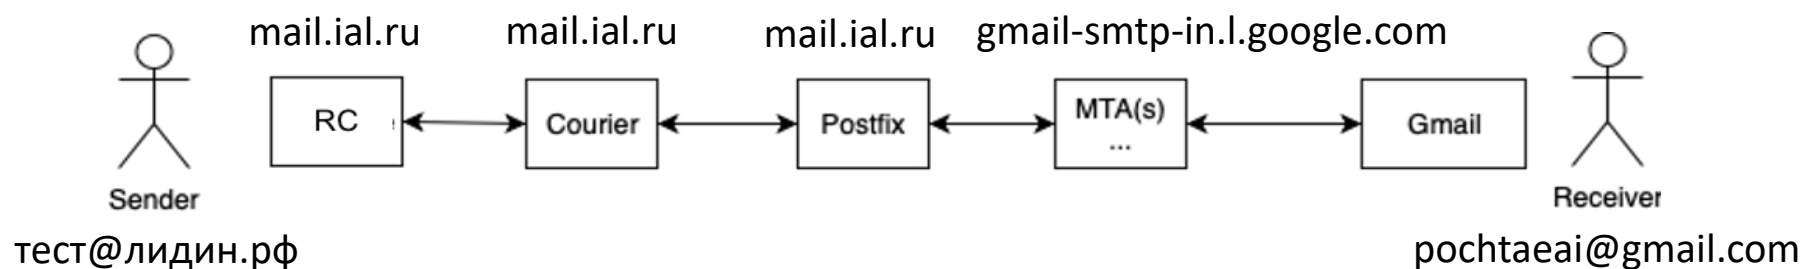 mail.ial.ru
mail.ial.ru
mail.ial.ru
gmail-smtp-in.l.google.com
RC
Courier
Postfix
MTA(s)
...
Gmail
Sender
Receiver
тест@лидин.рф
pochtaeai@gmail.com